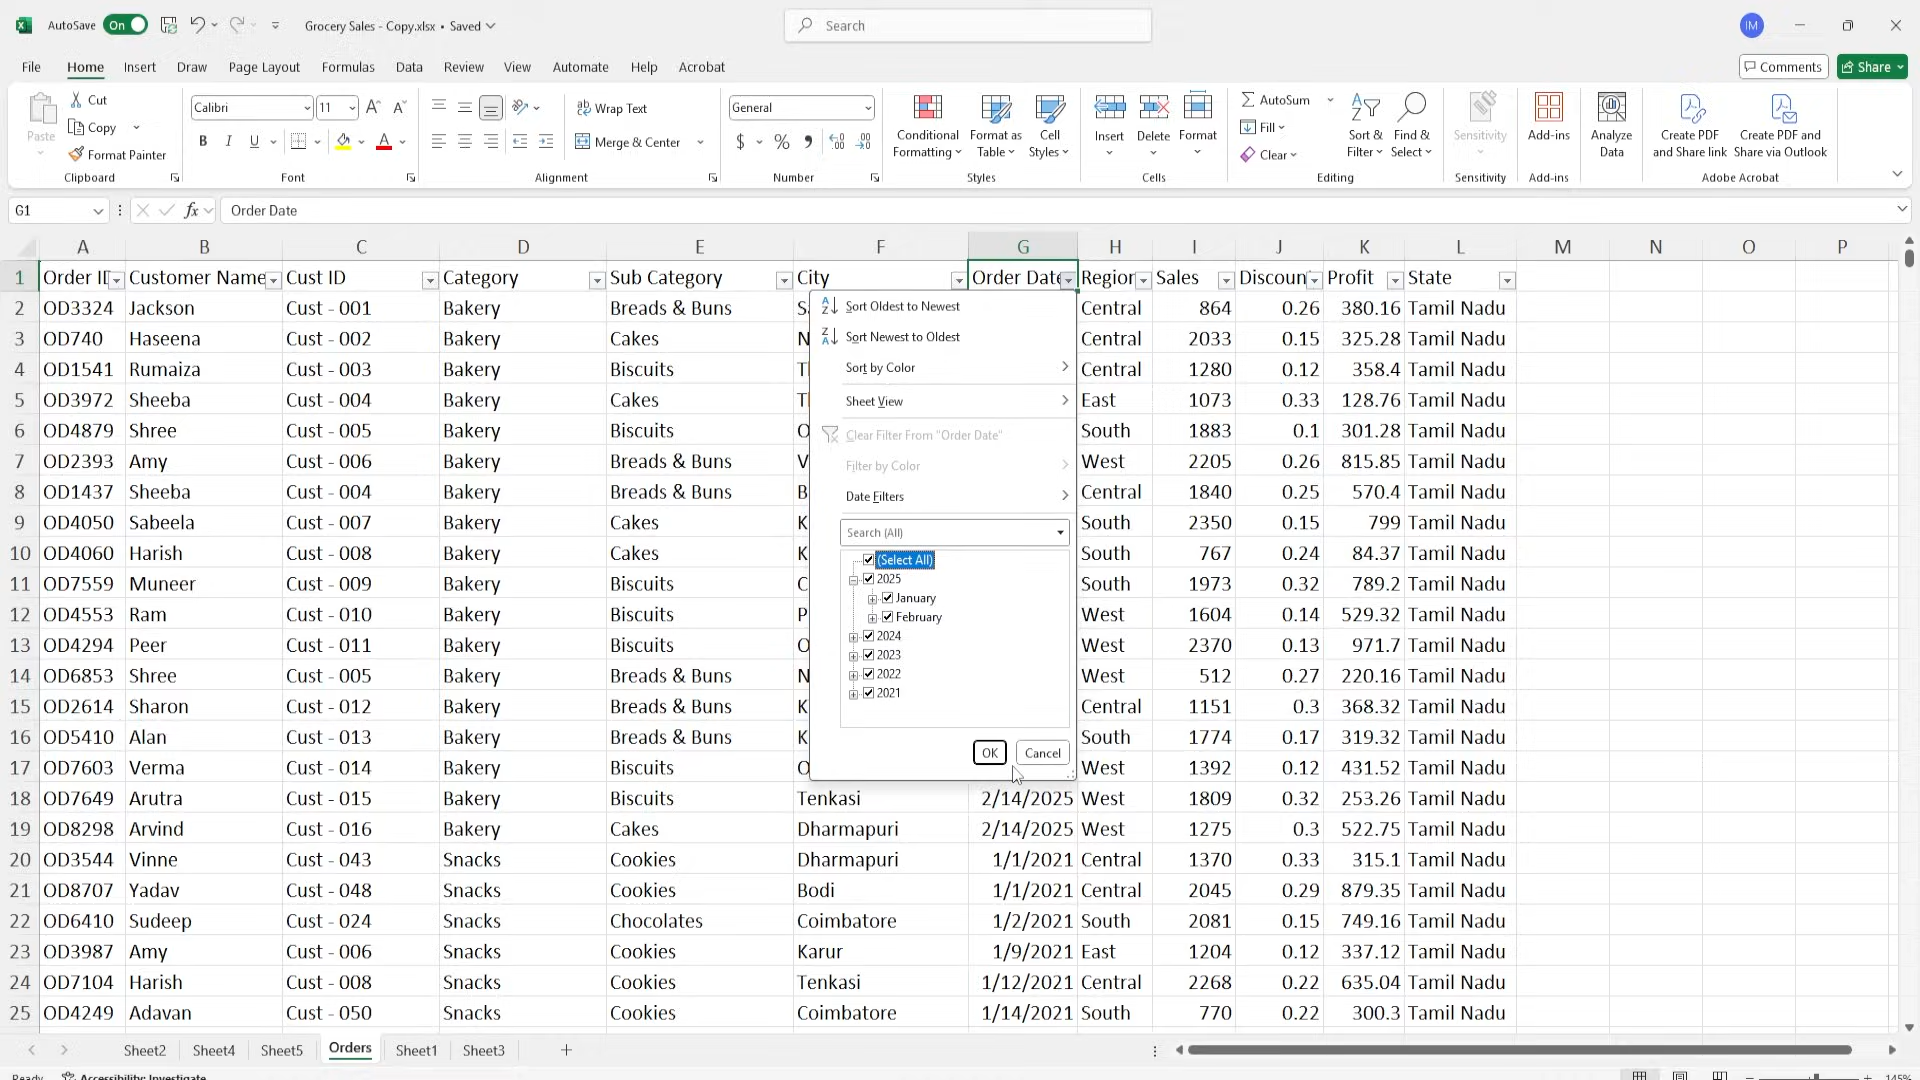 AutoSave On Grocery Sales - Copy.xlsx • Saved Search IM
File Home Insert Draw Page Layout Formulas Data Review View Automate Help Acrobat Comments Share
Paste Cut Copy Format Painter Clipboard
Calibri 11 B I U A Font
Wrap Text Merge & Center Alignment
General $ % Number
Conditional Formatting Format as Table Cell Styles Styles
Insert Delete Format Cells
AutoSum Fill Clear Sort & Filter Find & Select Editing
Sensitivity Sensitivity
Add-ins Add-ins
Analyze Data
Create PDF and Share link Create PDF and Share via Outlook Adobe Acrobat
G1 fx Order Date
A B C D E F G H I J K L M N O P
1 Order ID Customer Name Cust ID Category Sub Category City Order Date Region Sales Discoun Profit State
2 OD3324 Jackson Cust - 001 Bakery Breads & Buns Central 864 0.26 380.16 Tamil Nadu
3 OD740 Haseena Cust - 002 Bakery Cakes N Central 2033 0.15 325.28 Tamil Nadu
4 OD1541 Rumaiza Cust - 003 Bakery Biscuits Central 1280 0.12 358.4 Tamil Nadu
5 OD3972 Sheeba Cust - 004 Bakery Cakes East 1073 0.33 128.76 Tamil Nadu
6 OD4879 Shree Cust - 005 Bakery Biscuits O South 1883 0.1 301.28 Tamil Nadu
7 OD2393 Amy Cust - 006 Bakery Breads & Buns V West 2205 0.26 815.85 Tamil Nadu
8 OD1437 Sheeba Cust - 004 Bakery Breads & Buns B Central 1840 0.25 570.4 Tamil Nadu
9 OD4050 Sabeela Cust - 007 Bakery Cakes K South 2350 0.15 799 Tamil Nadu
10 OD4060 Harish Cust - 008 Bakery Cakes K South 767 0.24 84.37 Tamil Nadu
11 OD7559 Muneer Cust - 009 Bakery Biscuits C South 1973 0.32 789.2 Tamil Nadu
12 OD4553 Ram Cust - 010 Bakery Biscuits P West 1604 0.14 529.32 Tamil Nadu
13 OD4294 Peer Cust - 011 Bakery Biscuits O West 2370 0.13 971.7 Tamil Nadu
14 OD6853 Shree Cust - 005 Bakery Breads & Buns N West 512 0.27 220.16 Tamil Nadu
15 OD2614 Sharon Cust - 012 Bakery Breads & Buns K Central 1151 0.3 368.32 Tamil Nadu
16 OD5410 Alan Cust - 013 Bakery Breads & Buns K South 1774 0.17 319.32 Tamil Nadu
17 OD7603 Verma Cust - 014 Bakery Biscuits O West 1392 0.12 431.52 Tamil Nadu
18 OD7649 Arutra Cust - 015 Bakery Biscuits Tenkasi 2/14/2025 West 1809 0.32 253.26 Tamil Nadu
19 OD8298 Arvind Cust - 016 Bakery Cakes Dharmapuri 2/14/2025 West 1275 0.3 522.75 Tamil Nadu
20 OD3544 Vinne Cust - 043 Snacks Cookies Dharmapuri 1/1/2021 Central 1370 0.33 315.1 Tamil Nadu
21 OD8707 Yadav Cust - 048 Snacks Cookies Bodi 1/1/2021 Central 2045 0.29 879.35 Tamil Nadu
22 OD6410 Sudeep Cust - 024 Snacks Chocolates Coimbatore 1/2/2021 South 2081 0.15 749.16 Tamil Nadu
23 OD3987 Amy Cust - 006 Snacks Cookies Karur 1/9/2021 East 1204 0.12 337.12 Tamil Nadu
24 OD7104 Harish Cust - 008 Snacks Cookies Tenkasi 1/12/2021 Central 2268 0.22 635.04 Tamil Nadu
25 OD4249 Adavan Cust - 050 Snacks Cookies Coimbatore 1/14/2021 South 770 0.22 300.3 Tamil Nadu
Sort Oldest to Newest
Sort Newest to Oldest
Sort by Color
Sheet View
Clear Filter From "Order Date"
Filter by Color
Date Filters
Search (All)
(Select All)
2025
January
February
2024
2023
2022
2021
OK Cancel
Sheet2 Sheet4 Sheet5 Orders Sheet1 Sheet3
Ready Accessibility: Investigate 145%